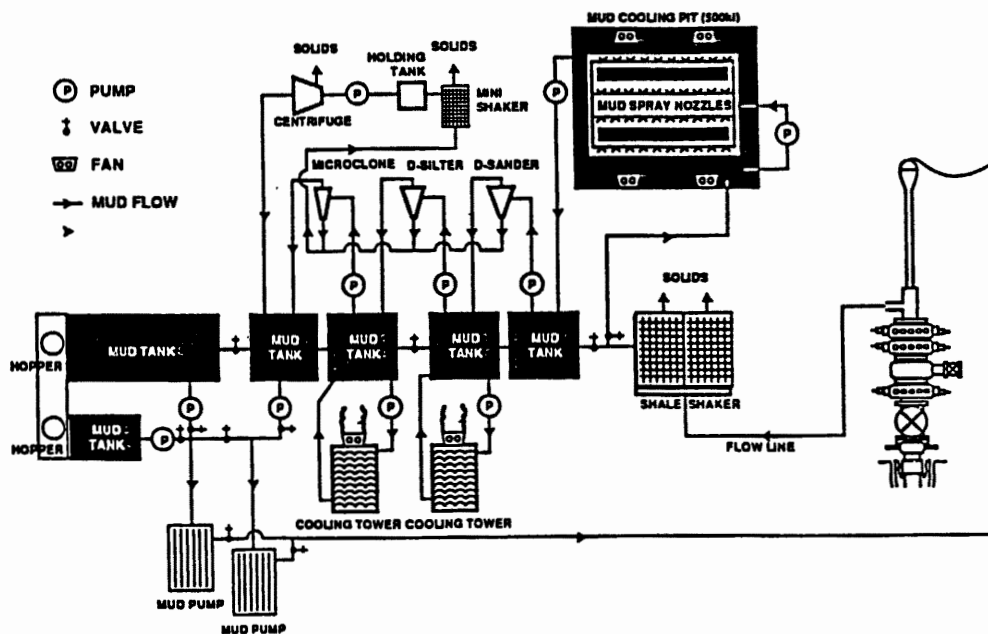 MUD COOLING PIT (500kl)
SOLIDS
HOLDING
TANK
SOLIDS
P PUMP
VALVE
FAN
MUD FLOW
CENTRIFUGE
P
MINI
SHAKER
P
MUD SPRAY NOZZLES
P
MICROCLONE
D-SILTER
D-SANDER
P
P
P
SOLIDS
HOPPER
MUD TANK
MUD
TANK
MUD
TANK
MUD
TANK
MUD
TANK
SHALE SHAKER
FLOW LINE
HOPPER
MUD
TANK
P
P
P
P
P
COOLING TOWER
COOLING TOWER
MUD PUMP
MUD PUMP